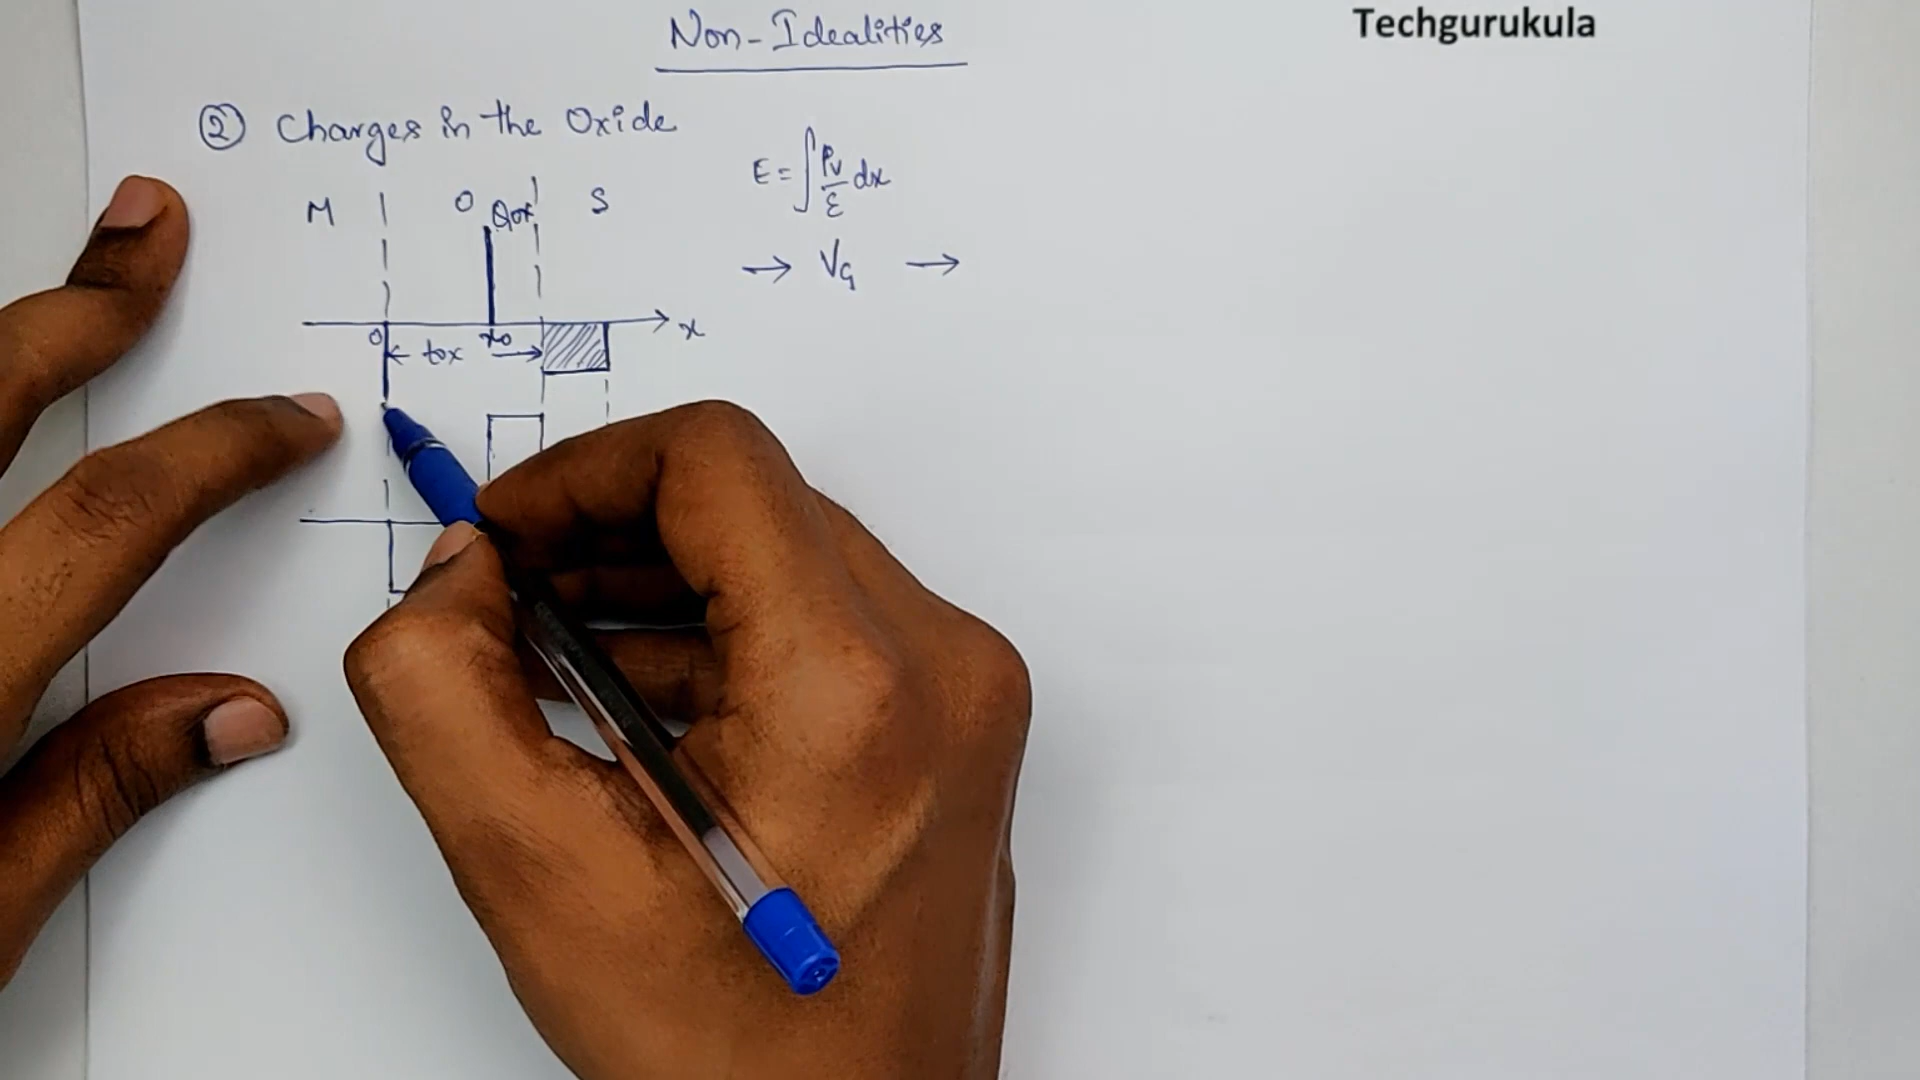 Non-Idealities
Techgurukula
② Charges in the Oxide
E = ∫ ρv/ε dx
M O Qox S
→ VG →
0 x0 x
tox